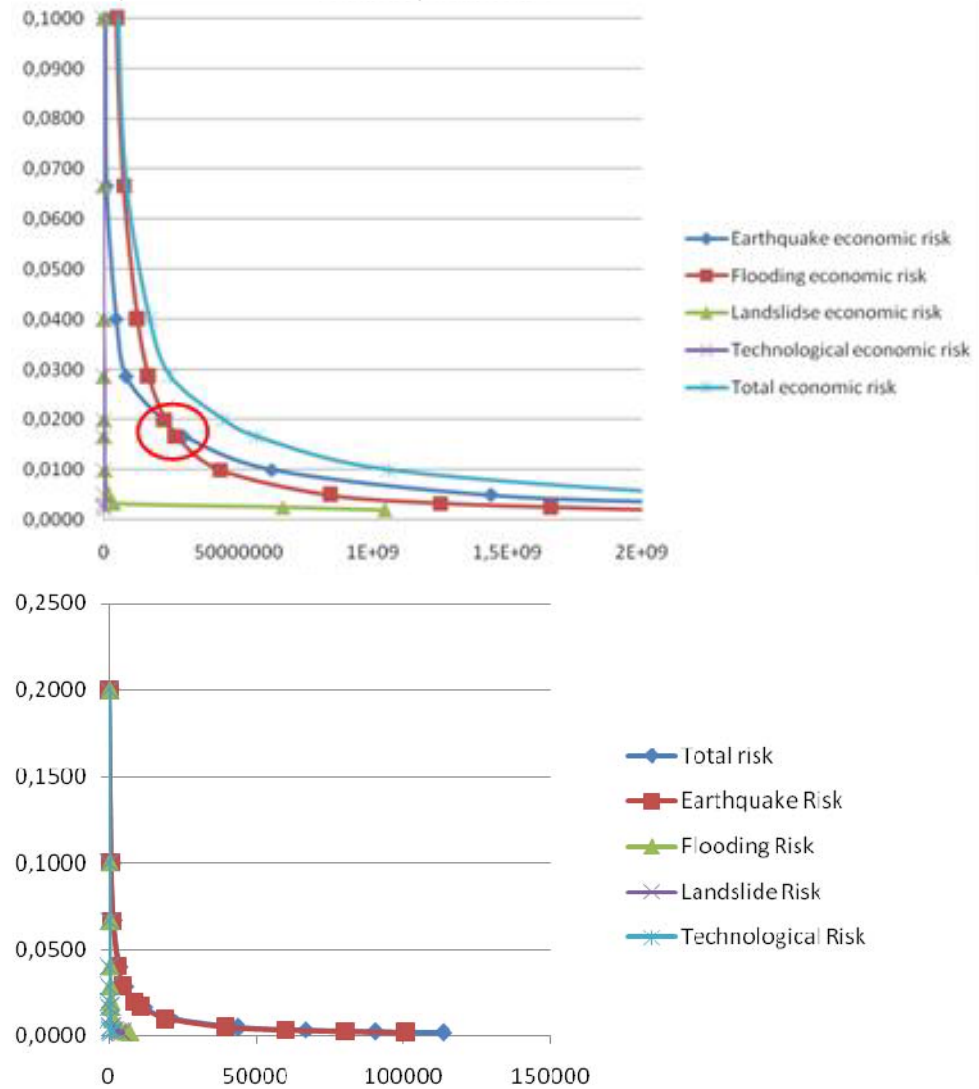 0,1000
0,0900
0,0800
0,0700
0,0600
0,0500
0,0400
0,0300
0,0200
0,0100
0,0000
0 50000000 1E+09 1,5E+09 2E+09
Earthquake economic risk
Flooding economic risk
Landslidse economic risk
Technological economic risk
Total economic risk
0,2500
0,2000
0,1500
0,1000
0,0500
0,0000
0 50000 100000 150000
Total risk
Earthquake Risk
Flooding Risk
Landslide Risk
Technological Risk